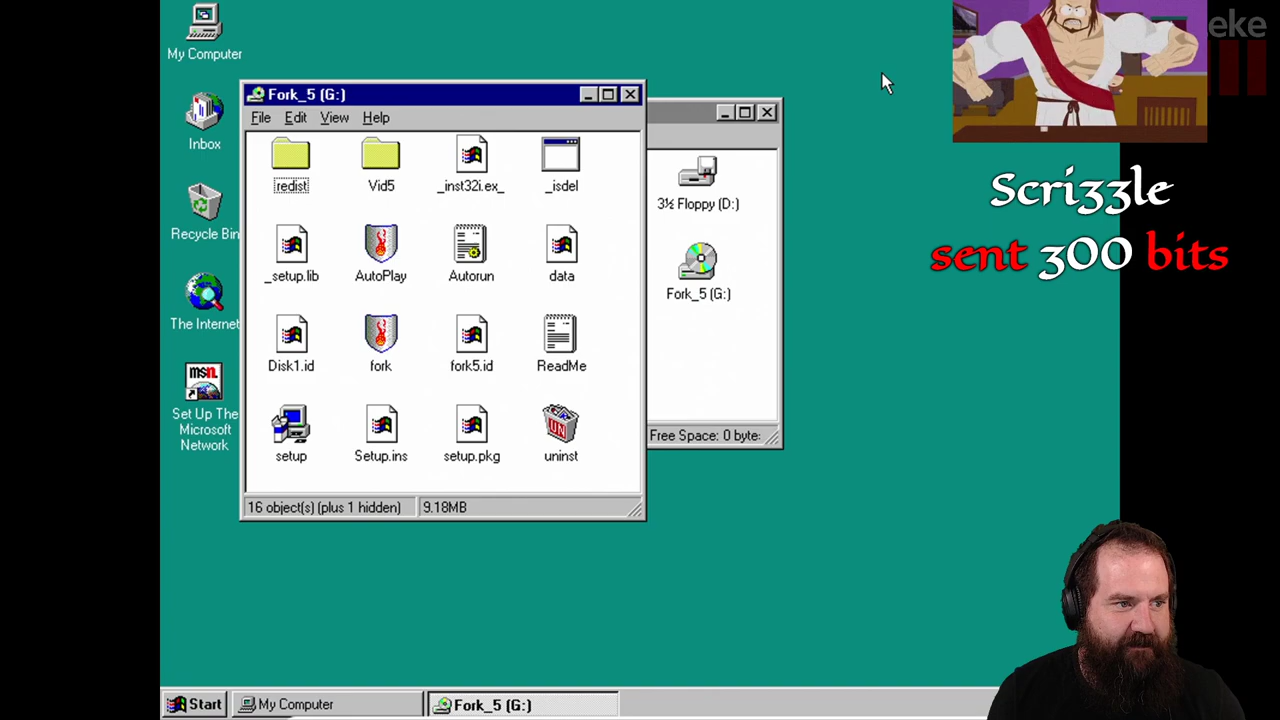 My Computer
Inbox
Recycle Bin
The Internet
msn.
Set Up The
Microsoft
Network
Fork_5 (G:)
File Edit View Help
redist Vid5 _inst32i.ex_ _isdel
_setup.lib AutoPlay Autorun data
Disk1.id fork fork5.id ReadMe
setup Setup.ins setup.pkg uninst
UN
16 object(s) (plus 1 hidden) 9.18MB
3½ Floppy (D:)
Fork_5 (G:)
Free Space: 0 byte
eke
Scrizzle
sent 300 bits
Start My Computer Fork_5 (G:)